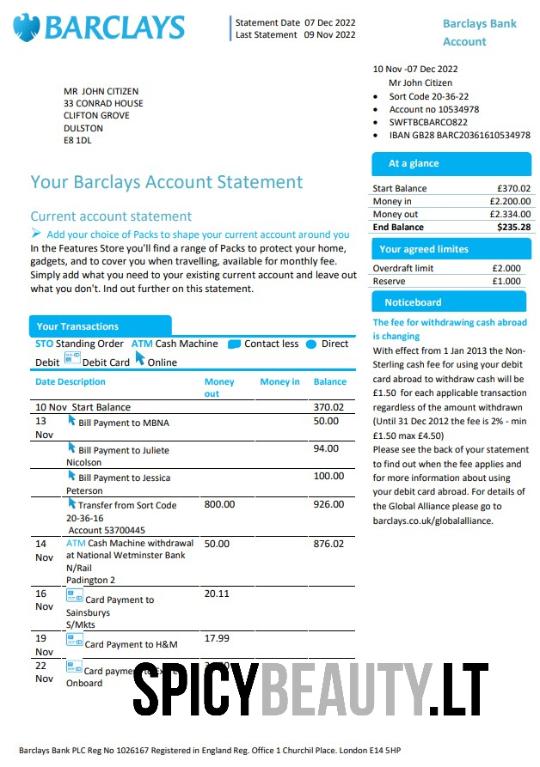 BARCLAYS
Statement Date 07 Dec 2022
Last Statement 09 Nov 2022
Barclays Bank
Account
MR JOHN CITIZEN
33 CONRAD HOUSE
CLIFTON GROVE
DULSTON
E8 1DL
10 Nov -07 Dec 2022
Mr John Citizen
• Sort Code 20-36-22
• Account no 10534978
• SWFTBCBARCO822
• IBAN GB28 BARC20361610534978
At a glance
Start Balance £370.02
Money in £2.200.00
Money out £2.334.00
End Balance $235.28
Your agreed limites
Overdraft limit £2.000
Reserve £1.000
Noticeboard
The fee for withdrawing cash abroad
is changing
With effect from 1 Jan 2013 the Non-
Sterling cash fee for using your debit
card abroad to withdraw cash will be
£1.50 for each applicable transaction
regardless of the amount withdrawn
(Until 31 Dec 2012 the fee is 2% - min
£1.50 max £4.50)
Please see the back of your statement
to find out when the fee applies and
for more information about using
your debit card abroad. For details of
the Global Alliance please go to
barclays.co.uk/globalalliance.
Your Barclays Account Statement
Current account statement
Add your choice of Packs to shape your current account around you
In the Features Store you'll find a range of Packs to protect your home,
gadgets, and to cover you when travelling, available for monthly fee.
Simply add what you need to your existing current account and leave out
what you don't. Ind out further on this statement.
Your Transactions
STO Standing Order ATM Cash Machine Contact less Direct
Debit Debit Card Online
Date Description Money out Money in Balance
10 Nov Start Balance 370.02
13 Nov Bill Payment to MBNA 50.00
Bill Payment to Juliete 94.00
Nicolson
Bill Payment to Jessica 100.00
Peterson
Transfer from Sort Code 800.00 926.00
20-36-16
Account 53700445
14 Nov ATM Cash Machine withdrawal 50.00 876.02
at National Wetminster Bank
N/Rail
Padington 2
16 Nov Card Payment to 20.11
Sainsburys
S/Mkts
19 Nov Card Payment to H&M 17.99
22 Nov Card payment to
Onboard
SPICYBEAUTY.LT
Barclays Bank PLC Reg No 1026167 Registered in England Reg. Office 1 Churchil Place. London E14 5HP